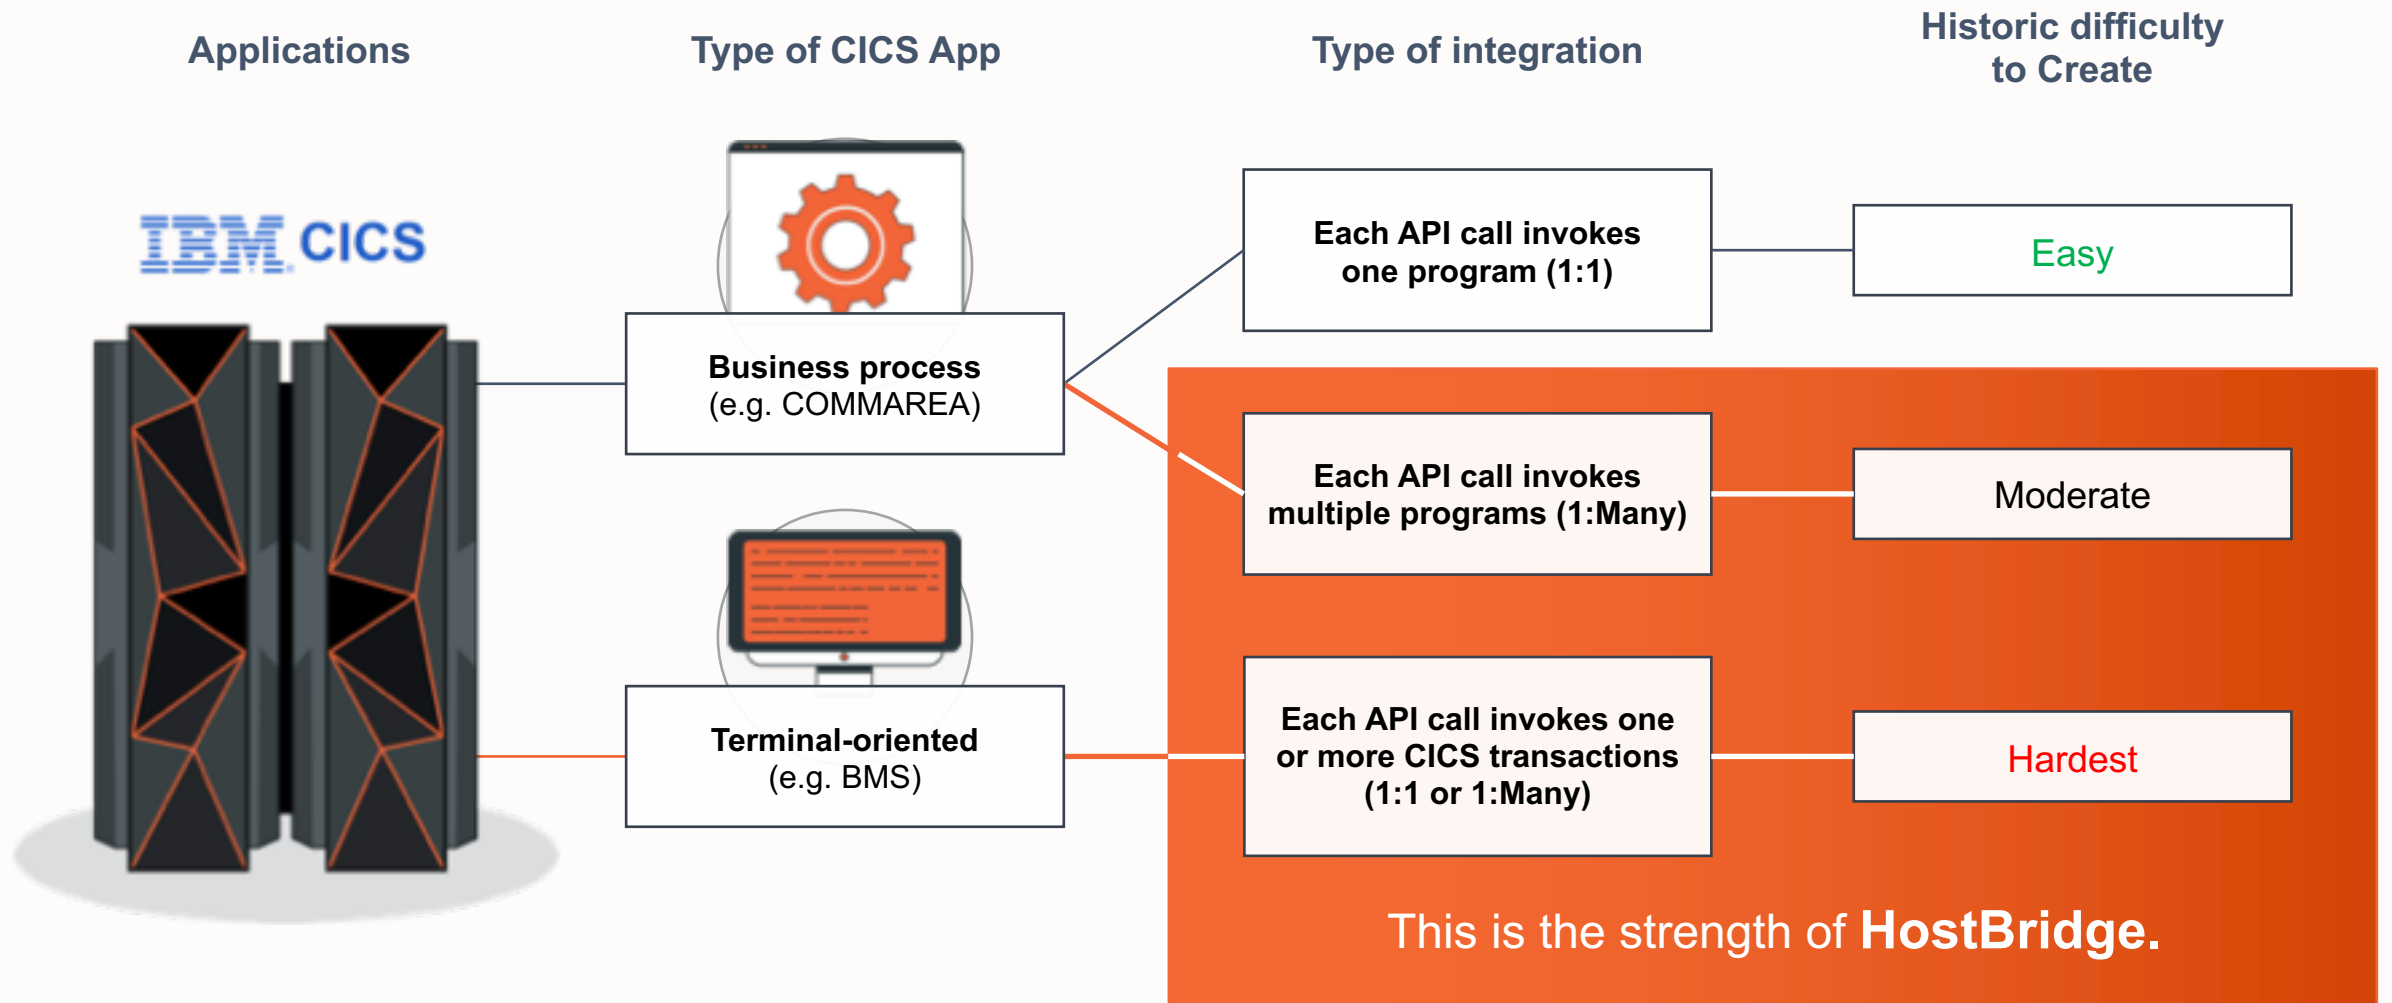 Applications
Type of CICS App
Type of integration
Historic difficulty
to Create
IBM CICS
Business process
(e.g. COMMAREA)
Each API call invokes
one program (1:1)
Easy
Each API call invokes
multiple programs (1:Many)
Moderate
Terminal-oriented
(e.g. BMS)
Each API call invokes one
or more CICS transactions
(1:1 or 1:Many)
Hardest
This is the strength of HostBridge.